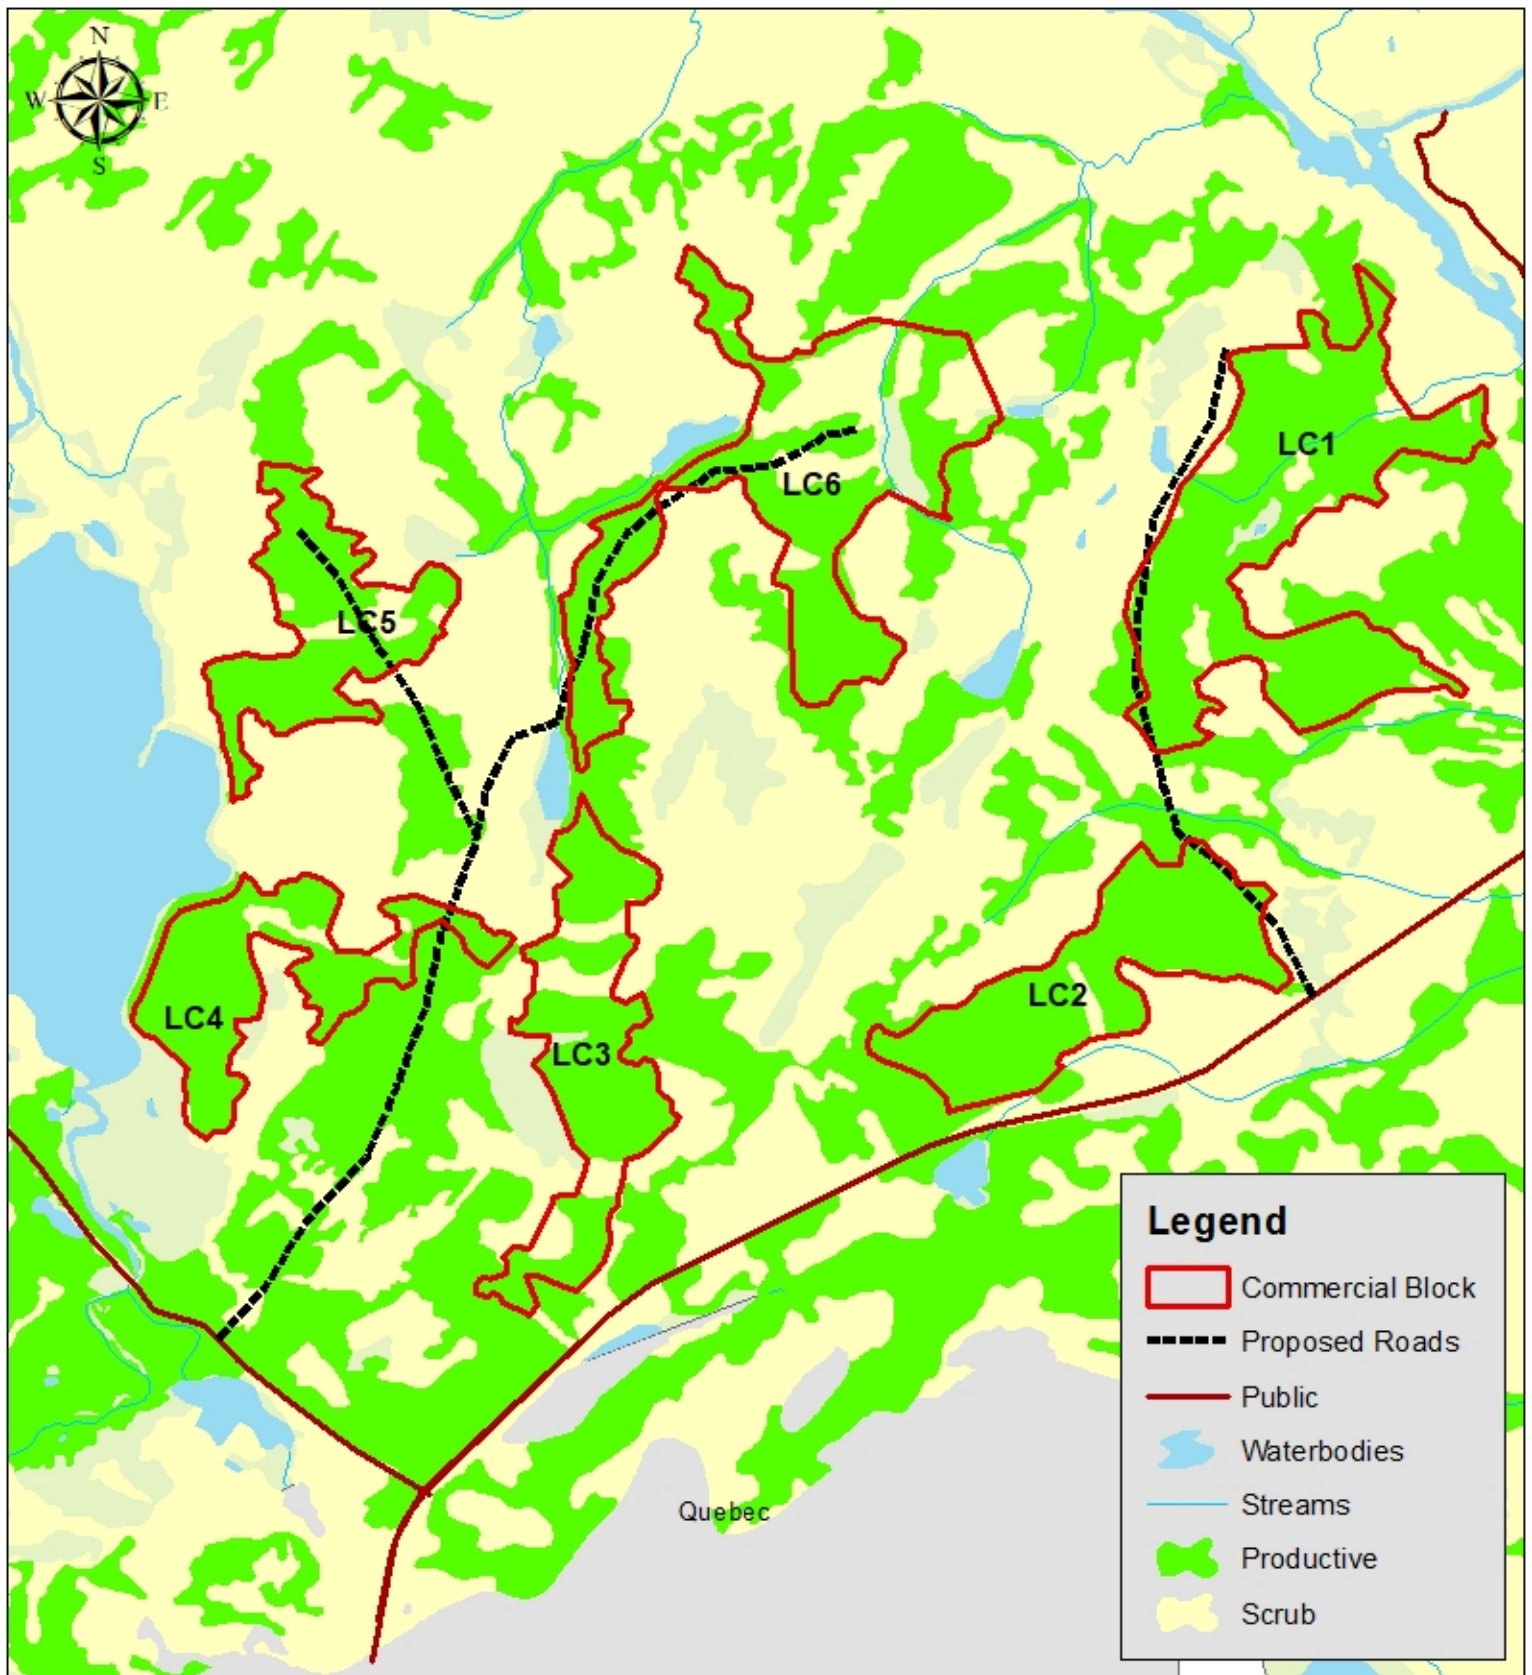 N
W E
S
LC1
LC6
LC5
LC2
LC4
LC3
Legend
Commercial Block
Proposed Roads
Public
Waterbodies
Streams
Productive
Scrub
Quebec